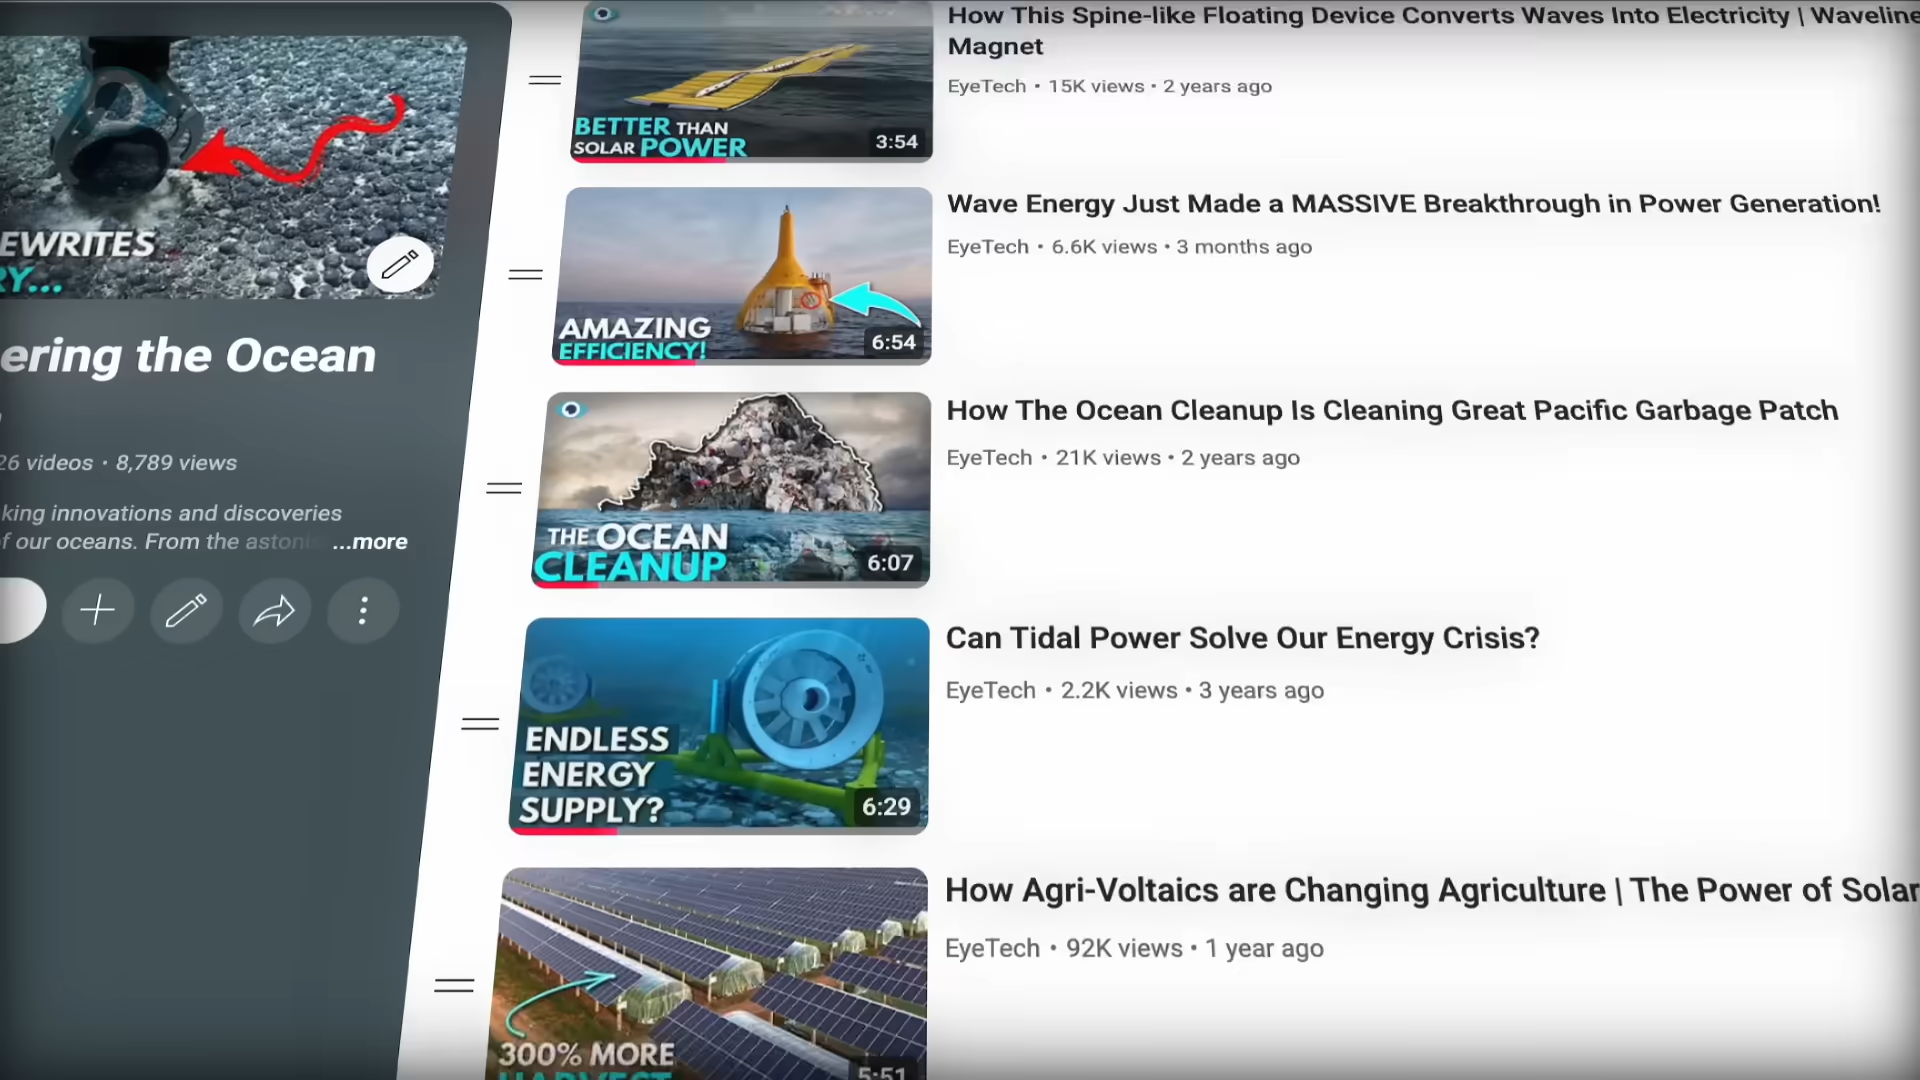 EWRITES
RY...
ering the Ocean
26 videos • 8,789 views
king innovations and discoveries
f our oceans. From the astonis ...more
BETTER THAN
SOLAR POWER
3:54
How This Spine-like Floating Device Converts Waves Into Electricity | Waveline
Magnet
EyeTech • 15K views • 2 years ago
AMAZING
EFFICIENCY!
6:54
Wave Energy Just Made a MASSIVE Breakthrough in Power Generation!
EyeTech • 6.6K views • 3 months ago
THE OCEAN
CLEANUP
6:07
How The Ocean Cleanup Is Cleaning Great Pacific Garbage Patch
EyeTech • 21K views • 2 years ago
ENDLESS
ENERGY
SUPPLY?
6:29
Can Tidal Power Solve Our Energy Crisis?
EyeTech • 2.2K views • 3 years ago
300% MORE
HARVEST
5:51
How Agri-Voltaics are Changing Agriculture | The Power of Solar
EyeTech • 92K views • 1 year ago